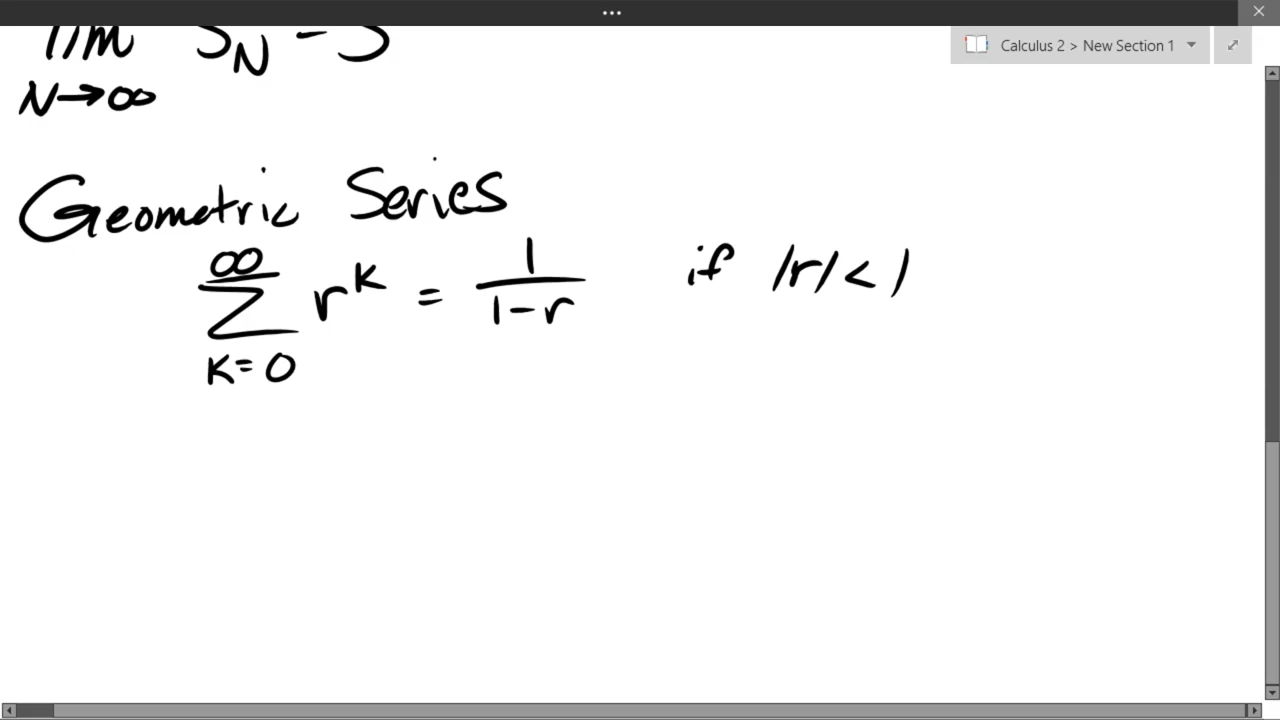 ...
Calculus 2 > New Section 1
lim S_N = S
N→∞
Geometric Series
∞
∑ r^k = 1/(1-r) if |r| < 1
k=0